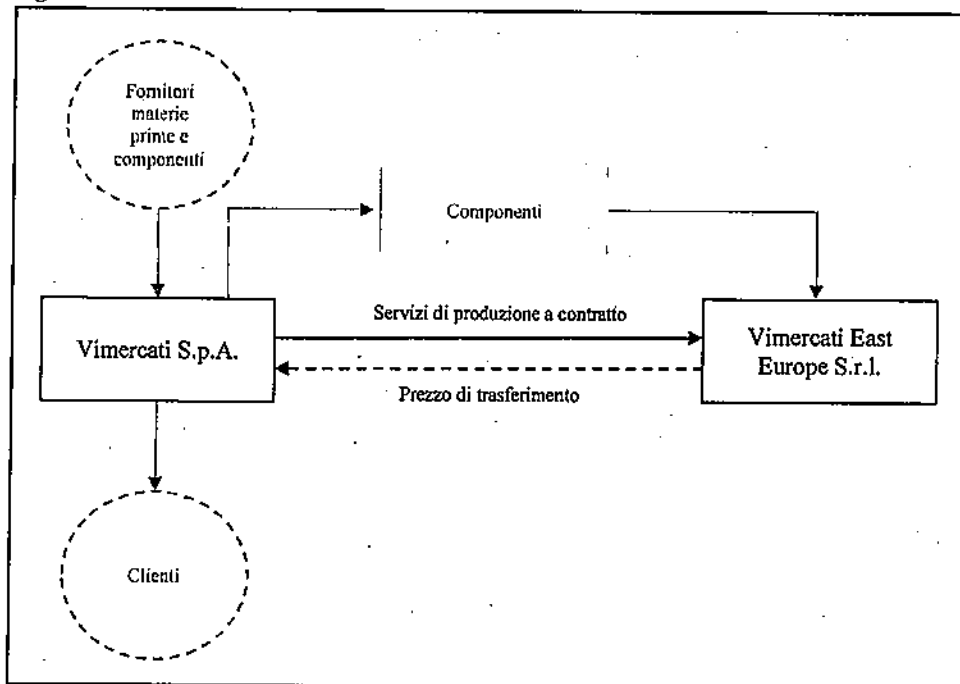 Fornitori
materie
prime e
componenti
Componenti
Servizi di produzione a contratto
Vimercati S.p.A.
Vimercati East
Europe S.r.l.
Prezzo di trasferimento
Clienti